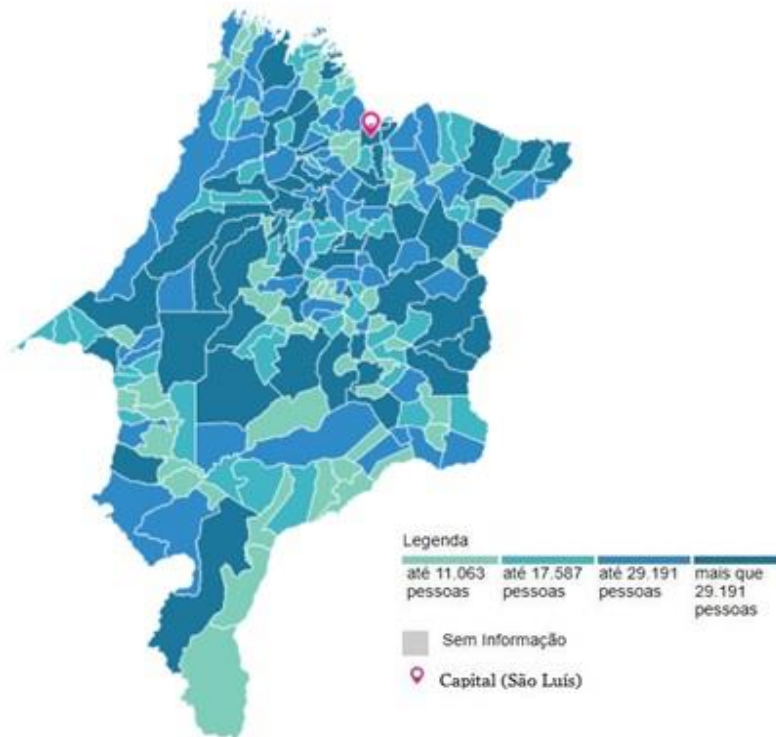 Legenda
até 11.063 pessoas
até 17.587 pessoas
até 29.191 pessoas
mais que 29.191 pessoas
Sem Informação
Capital (São Luís)